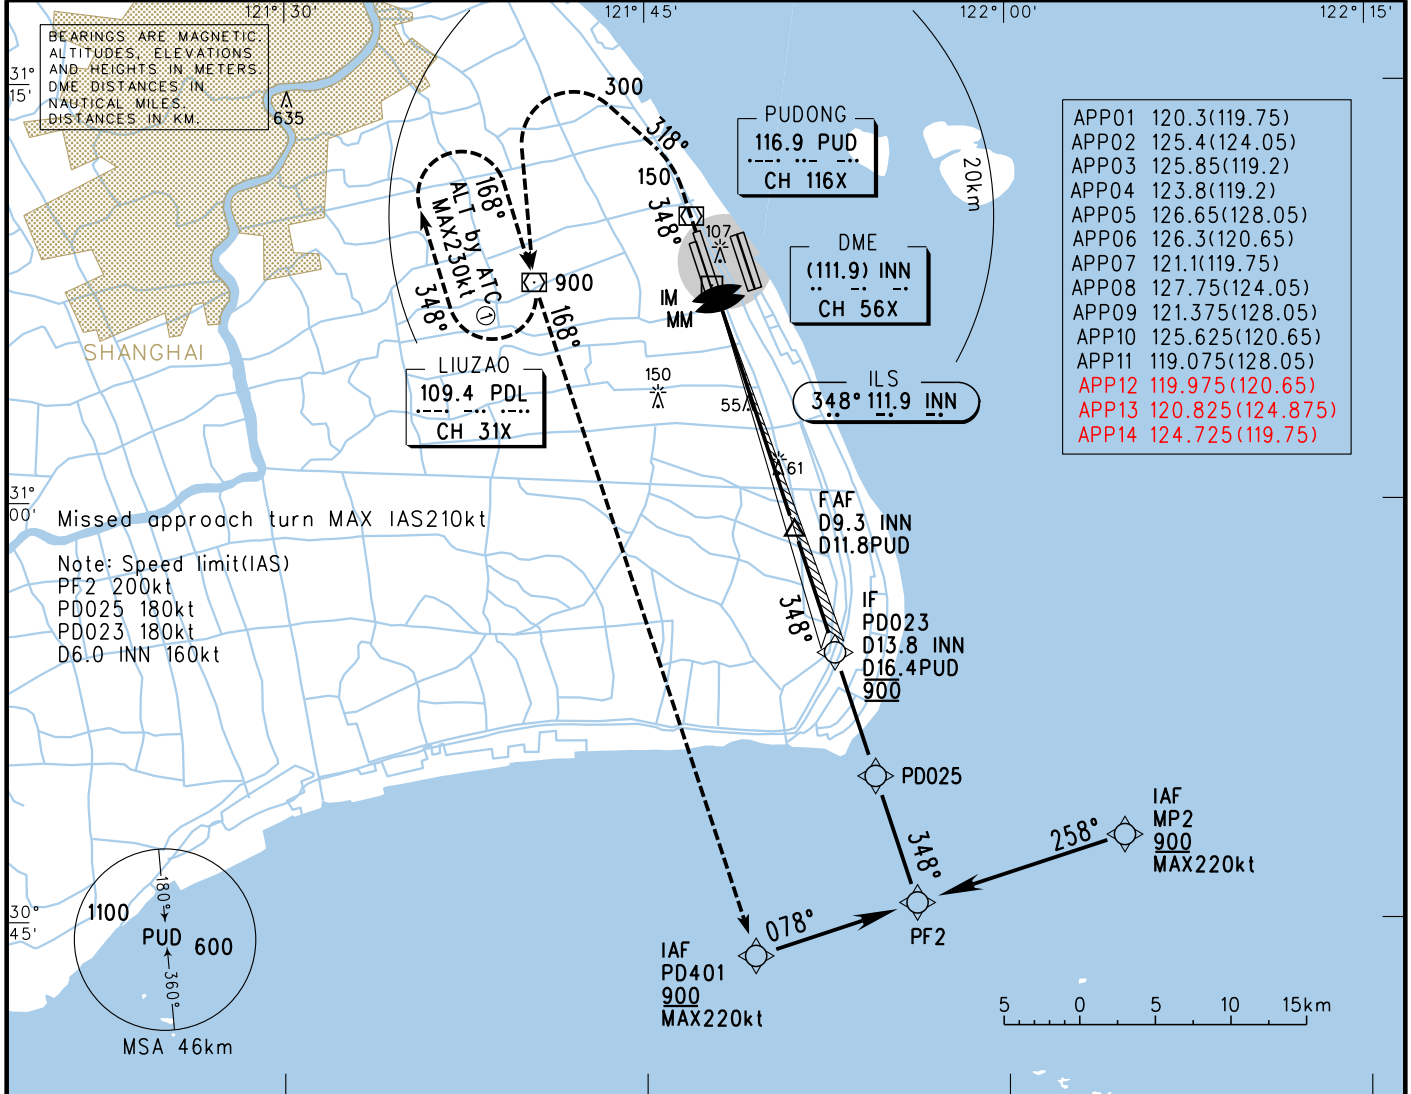 121° 30'
121° 45'
122° 00'
122° 15'
BEARINGS ARE MAGNETIC.
ALTITUDES, ELEVATIONS
AND HEIGHTS IN METERS.
DME DISTANCES IN
NAUTICAL MILES.
DISTANCES IN KM.
31°
15'
635
300
318°
150
348°
PUDONG
116.9 PUD
CH 116X
20km
APP01 120.3(119.75)
APP02 125.4(124.05)
APP03 125.85(119.2)
APP04 123.8(119.2)
APP05 126.65(128.05)
APP06 126.3(120.65)
APP07 121.1(119.75)
APP08 127.75(124.05)
APP09 121.375(128.05)
APP10 125.625(120.65)
APP11 119.075(128.05)
APP12 119.975(120.65)
APP13 120.825(124.875)
APP14 124.725(119.75)
168°
ALT by ATC ①
MAX230kt
348°
107
DME
(111.9) INN
CH 56X
900
168°
IM
MM
SHANGHAI
LIUZAO
109.4 PDL
CH 31X
150
55
ILS
348° 111.9 INN
61
31°
00'
Missed approach turn MAX IAS210kt
FAF
D9.3 INN
D11.8PUD
Note: Speed limit(IAS)
PF2 200kt
PD025 180kt
PD023 180kt
D6.0 INN 160kt
348°
IF
PD023
D13.8 INN
D16.4PUD
900
PD025
348°
258°
IAF
MP2
900
MAX220kt
30°
45'
180°
1100
PUD
600
360°
MSA 46km
078°
PF2
IAF
PD401
900
MAX220kt
5 0 5 10 15km